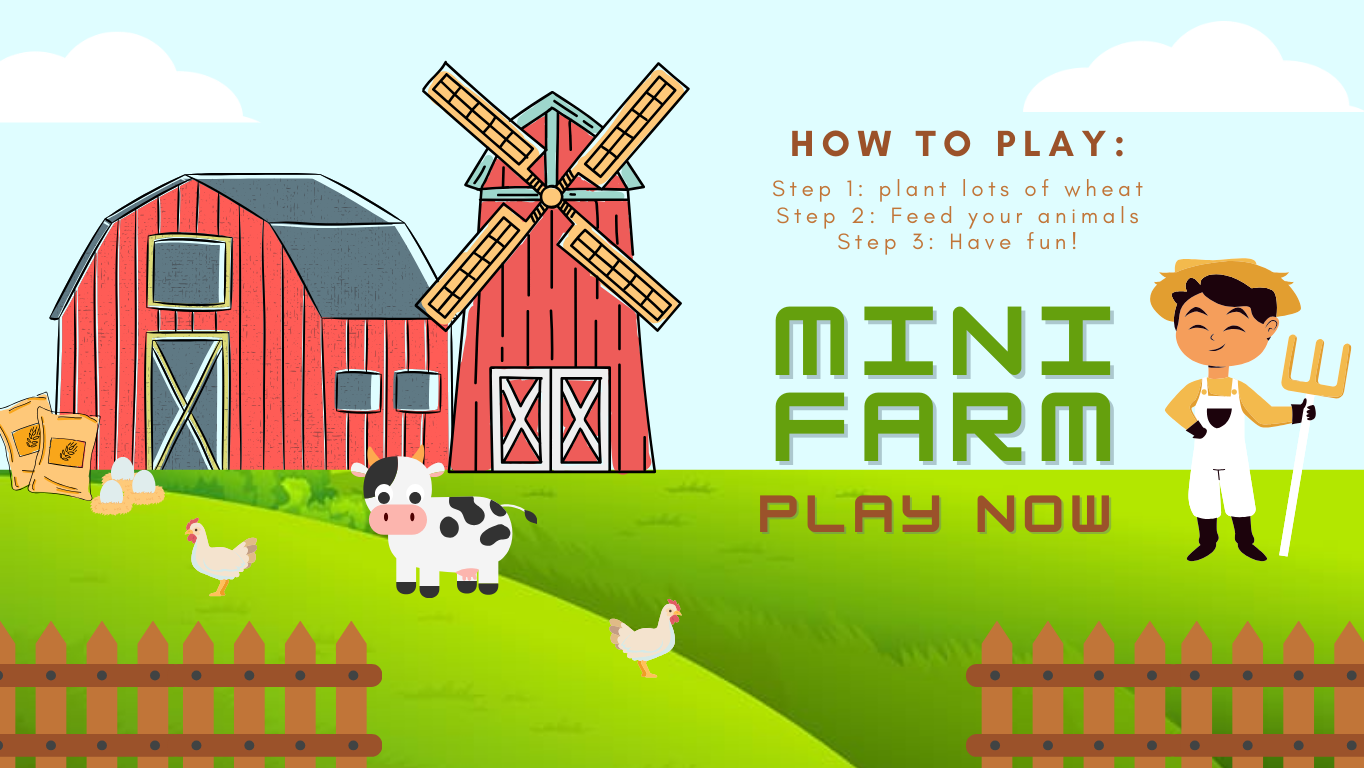 HOW TO PLAY:
Step 1: plant lots of wheat
Step 2: Feed your animals
Step 3: Have fun!
MINI
FARM
PLAY NOW